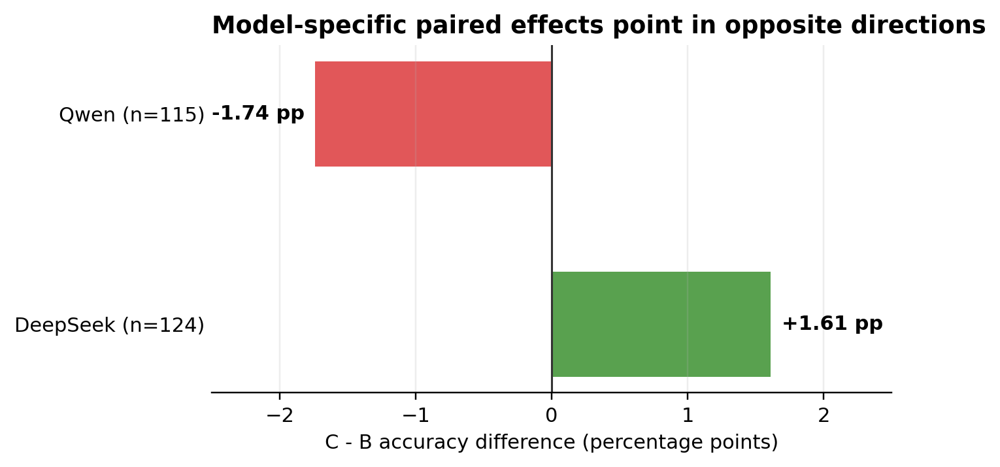 Model-specific paired effects point in opposite directions
Qwen (n=115) -1.74 pp
DeepSeek (n=124) +1.61 pp
−2 −1 0 1 2
C - B accuracy difference (percentage points)